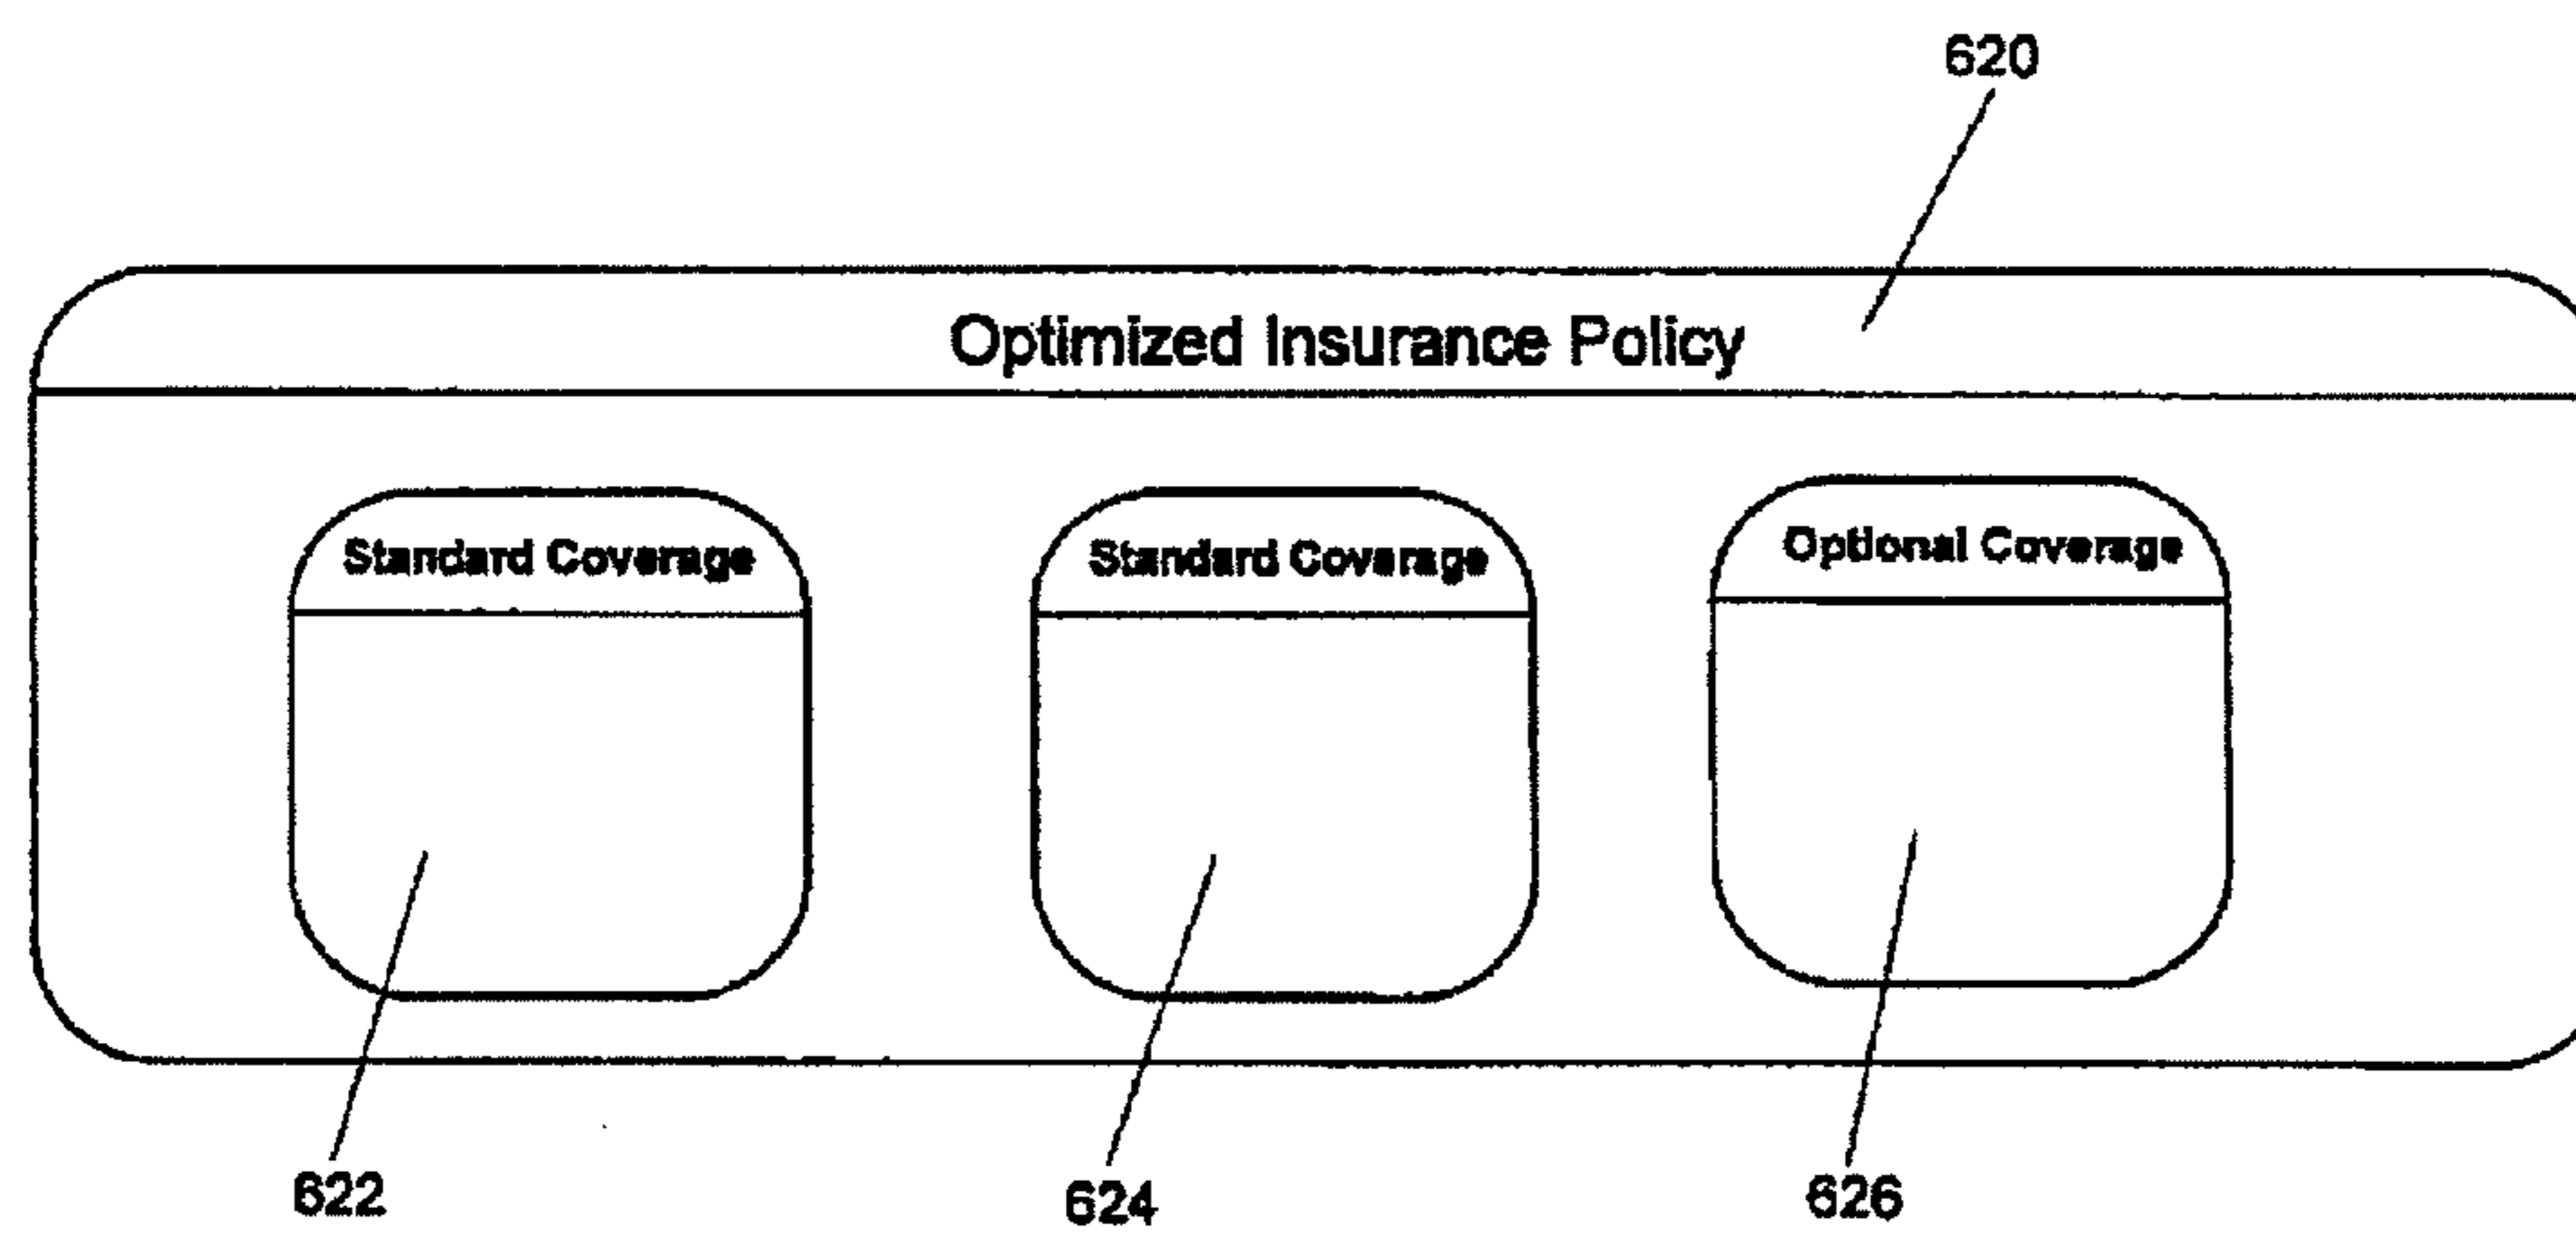 620
Optimized Insurance Policy
Standard Coverage
Standard Coverage
Optional Coverage
622
624
626